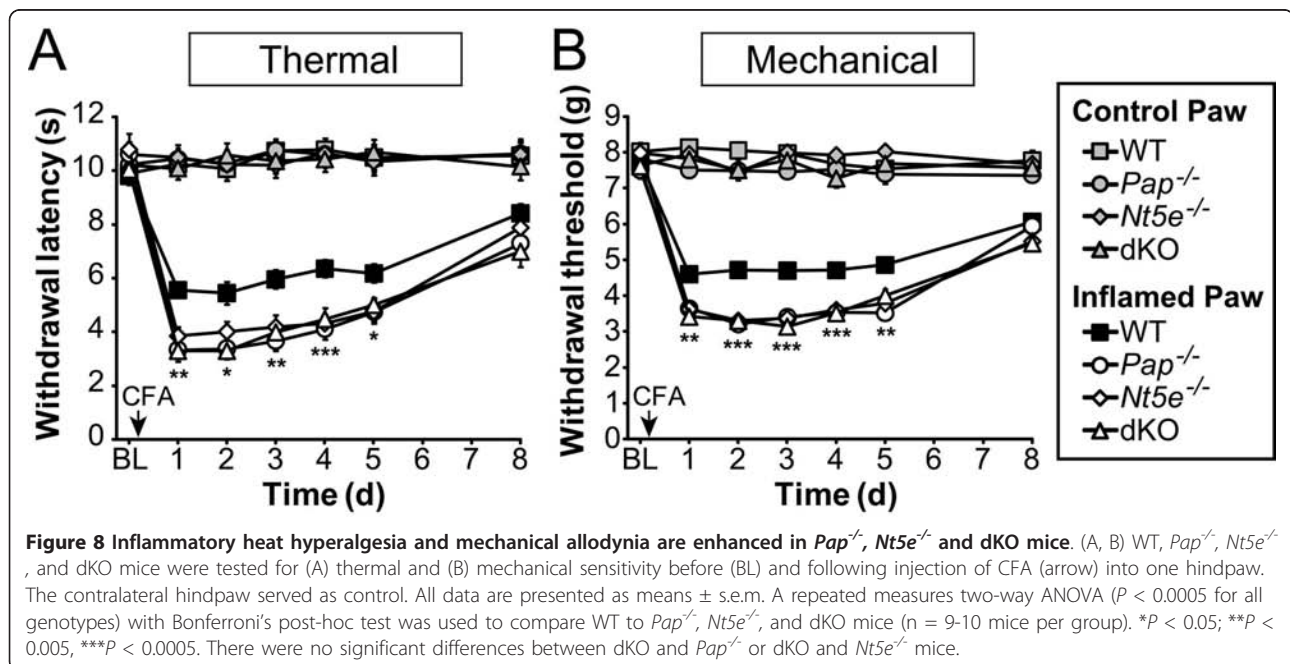 A
Thermal
Withdrawal latency (s)
12
10
8
6
4
2
0
CFA
** * ** *** *
BL 1 2 3 4 5 6 7 8
Time (d)
B
Mechanical
Withdrawal threshold (g)
9
8
7
6
5
4
3
2
1
0
CFA
** *** *** *** **
BL 1 2 3 4 5 6 7 8
Time (d)
Control Paw
WT
Pap-/-
Nt5e-/-
dKO
Inflamed Paw
WT
Pap-/-
Nt5e-/-
dKO
Figure 8 Inflammatory heat hyperalgesia and mechanical allodynia are enhanced in Pap-/-, Nt5e-/- and dKO mice. (A, B) WT, Pap-/-, Nt5e-/-
, and dKO mice were tested for (A) thermal and (B) mechanical sensitivity before (BL) and following injection of CFA (arrow) into one hindpaw.
The contralateral hindpaw served as control. All data are presented as means ± s.e.m. A repeated measures two-way ANOVA (P < 0.0005 for all
genotypes) with Bonferroni's post-hoc test was used to compare WT to Pap-/-, Nt5e-/-, and dKO mice (n = 9-10 mice per group). *P < 0.05; **P <
0.005, ***P < 0.0005. There were no significant differences between dKO and Pap-/- or dKO and Nt5e-/- mice.